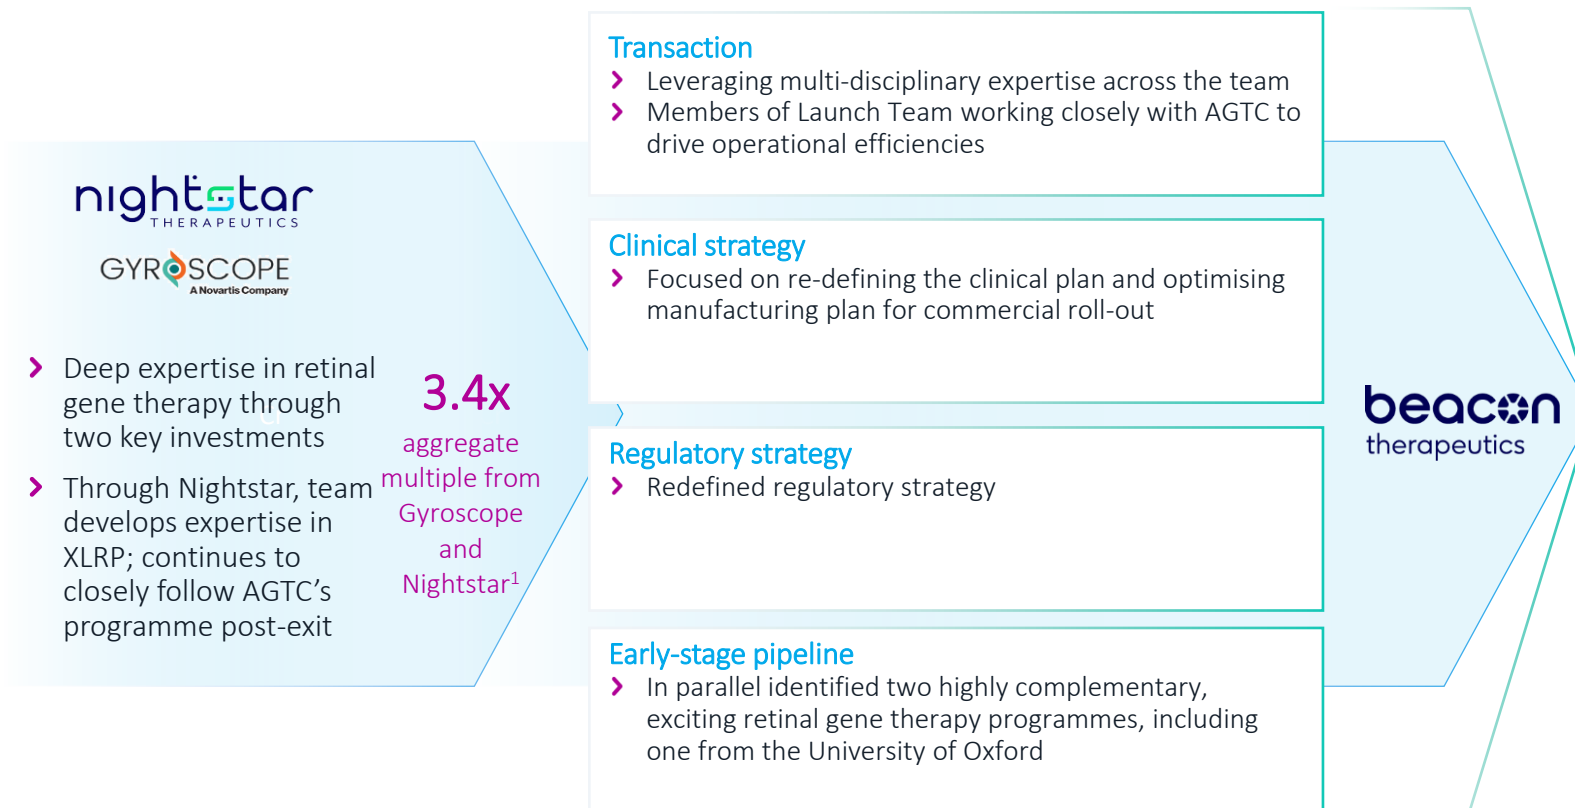 nightstar
THERAPEUTICS
GYROSCOPE
A Novartis Company
Deep expertise in retinal
gene therapy through
two key investments
Through Nightstar, team
develops expertise in
XLRP; continues to
closely follow AGTC’s
programme post-exit
3.4x
aggregate
multiple from
Gyroscope
and
Nightstar1
Transaction
Leveraging multi-disciplinary expertise across the team
Members of Launch Team working closely with AGTC to
drive operational efficiencies
Clinical strategy
Focused on re-defining the clinical plan and optimising
manufacturing plan for commercial roll-out
Regulatory strategy
Redefined regulatory strategy
Early-stage pipeline
In parallel identified two highly complementary,
exciting retinal gene therapy programmes, including
one from the University of Oxford
beacon
therapeutics